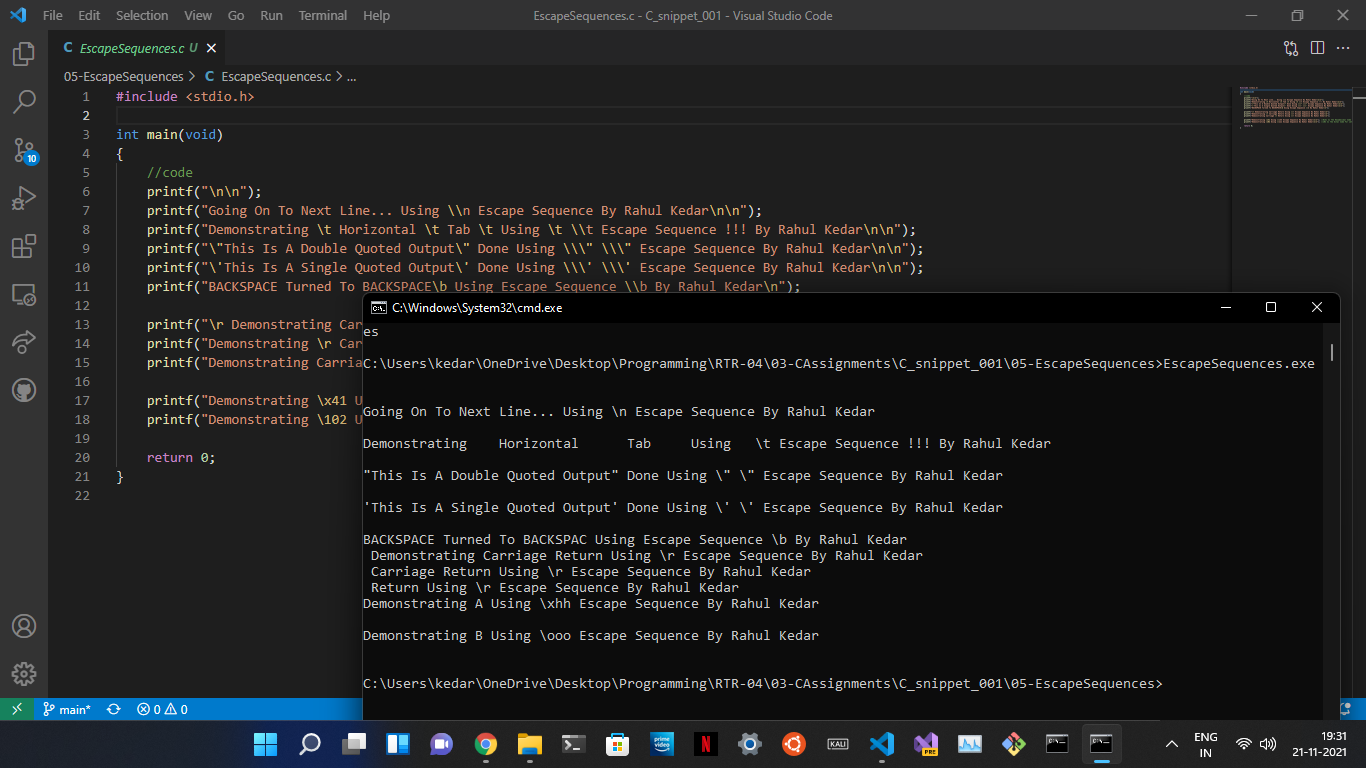 File Edit Selection View Go Run Terminal Help EscapeSequences.c - C_snippet_001 - Visual Studio Code
C EscapeSequences.c U
05-EscapeSequences > C EscapeSequences.c > ...
1 #include <stdio.h>
2
3 int main(void)
4 {
5 //code
6 printf("\n\n");
7 printf("Going On To Next Line... Using \\n Escape Sequence By Rahul Kedar\n\n");
8 printf("Demonstrating \t Horizontal \t Tab \t Using \t \\t Escape Sequence !!! By Rahul Kedar\n\n");
9 printf("\"This Is A Double Quoted Output\" Done Using \\\" \\\" Escape Sequence By Rahul Kedar\n\n");
10 printf("\'This Is A Single Quoted Output\' Done Using \\\' \\\' Escape Sequence By Rahul Kedar\n\n");
11 printf("BACKSPACE Turned To BACKSPACE\b Using Escape Sequence \\b By Rahul Kedar\n");
12
13 printf("\r Demonstrating Car
14 printf("Demonstrating \r Car
15 printf("Demonstrating Carria
16
17 printf("Demonstrating \x41 U
18 printf("Demonstrating \102 U
19
20 return 0;
21 }
22
10
C:\Windows\System32\cmd.exe
es
C:\Users\kedar\OneDrive\Desktop\Programming\RTR-04\03-CAssignments\C_snippet_001\05-EscapeSequences>EscapeSequences.exe
Going On To Next Line... Using \n Escape Sequence By Rahul Kedar
Demonstrating Horizontal Tab Using \t Escape Sequence !!! By Rahul Kedar
"This Is A Double Quoted Output" Done Using \" \" Escape Sequence By Rahul Kedar
'This Is A Single Quoted Output' Done Using \' \' Escape Sequence By Rahul Kedar
BACKSPACE Turned To BACKSPAC Using Escape Sequence \b By Rahul Kedar
Demonstrating Carriage Return Using \r Escape Sequence By Rahul Kedar
Carriage Return Using \r Escape Sequence By Rahul Kedar
Return Using \r Escape Sequence By Rahul Kedar
Demonstrating A Using \xhh Escape Sequence By Rahul Kedar
Demonstrating B Using \ooo Escape Sequence By Rahul Kedar
C:\Users\kedar\OneDrive\Desktop\Programming\RTR-04\03-CAssignments\C_snippet_001\05-EscapeSequences>
main* 0 0
prime video
N
KALI
PRE
ENG
IN
19:31
21-11-2021